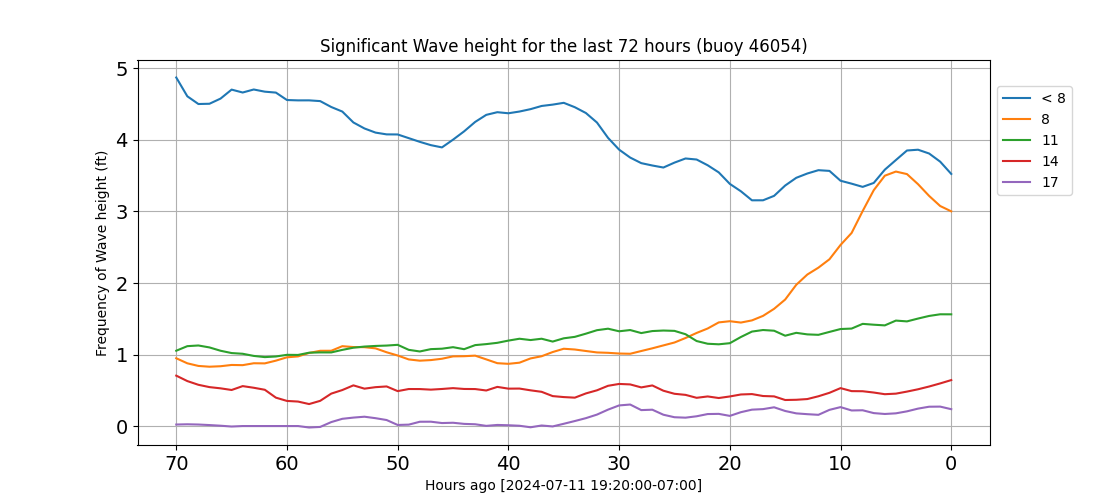 Significant Wave height for the last 72 hours (buoy 46054)
Frequency of Wave height (ft)
5
4
3
2
1
0
70 60 50 40 30 20 10 0
Hours ago [2024-07-11 19:20:00-07:00]
< 8
8
11
14
17